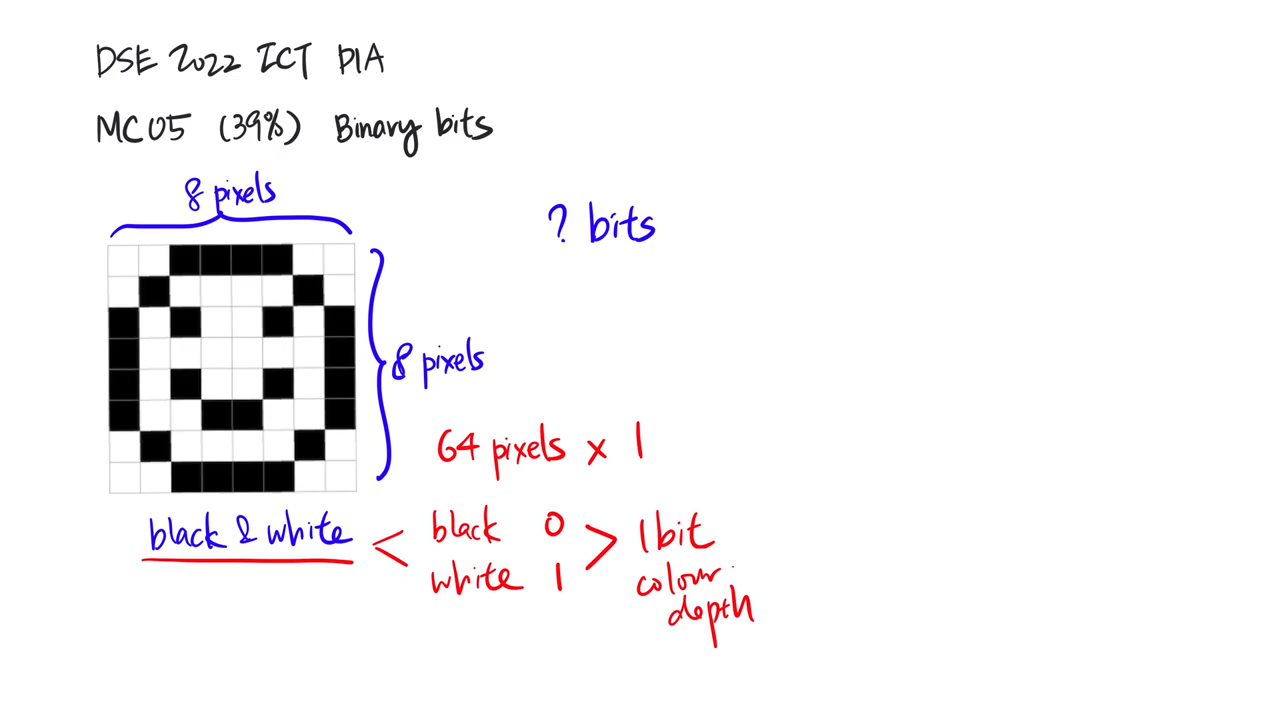 DSE 2022 ICT P1A
MC05 (39%) Binary bits
8 pixels
? bits
8 pixels
64 pixels x 1
black & white < black 0 > 1 bit
white 1
colour
depth